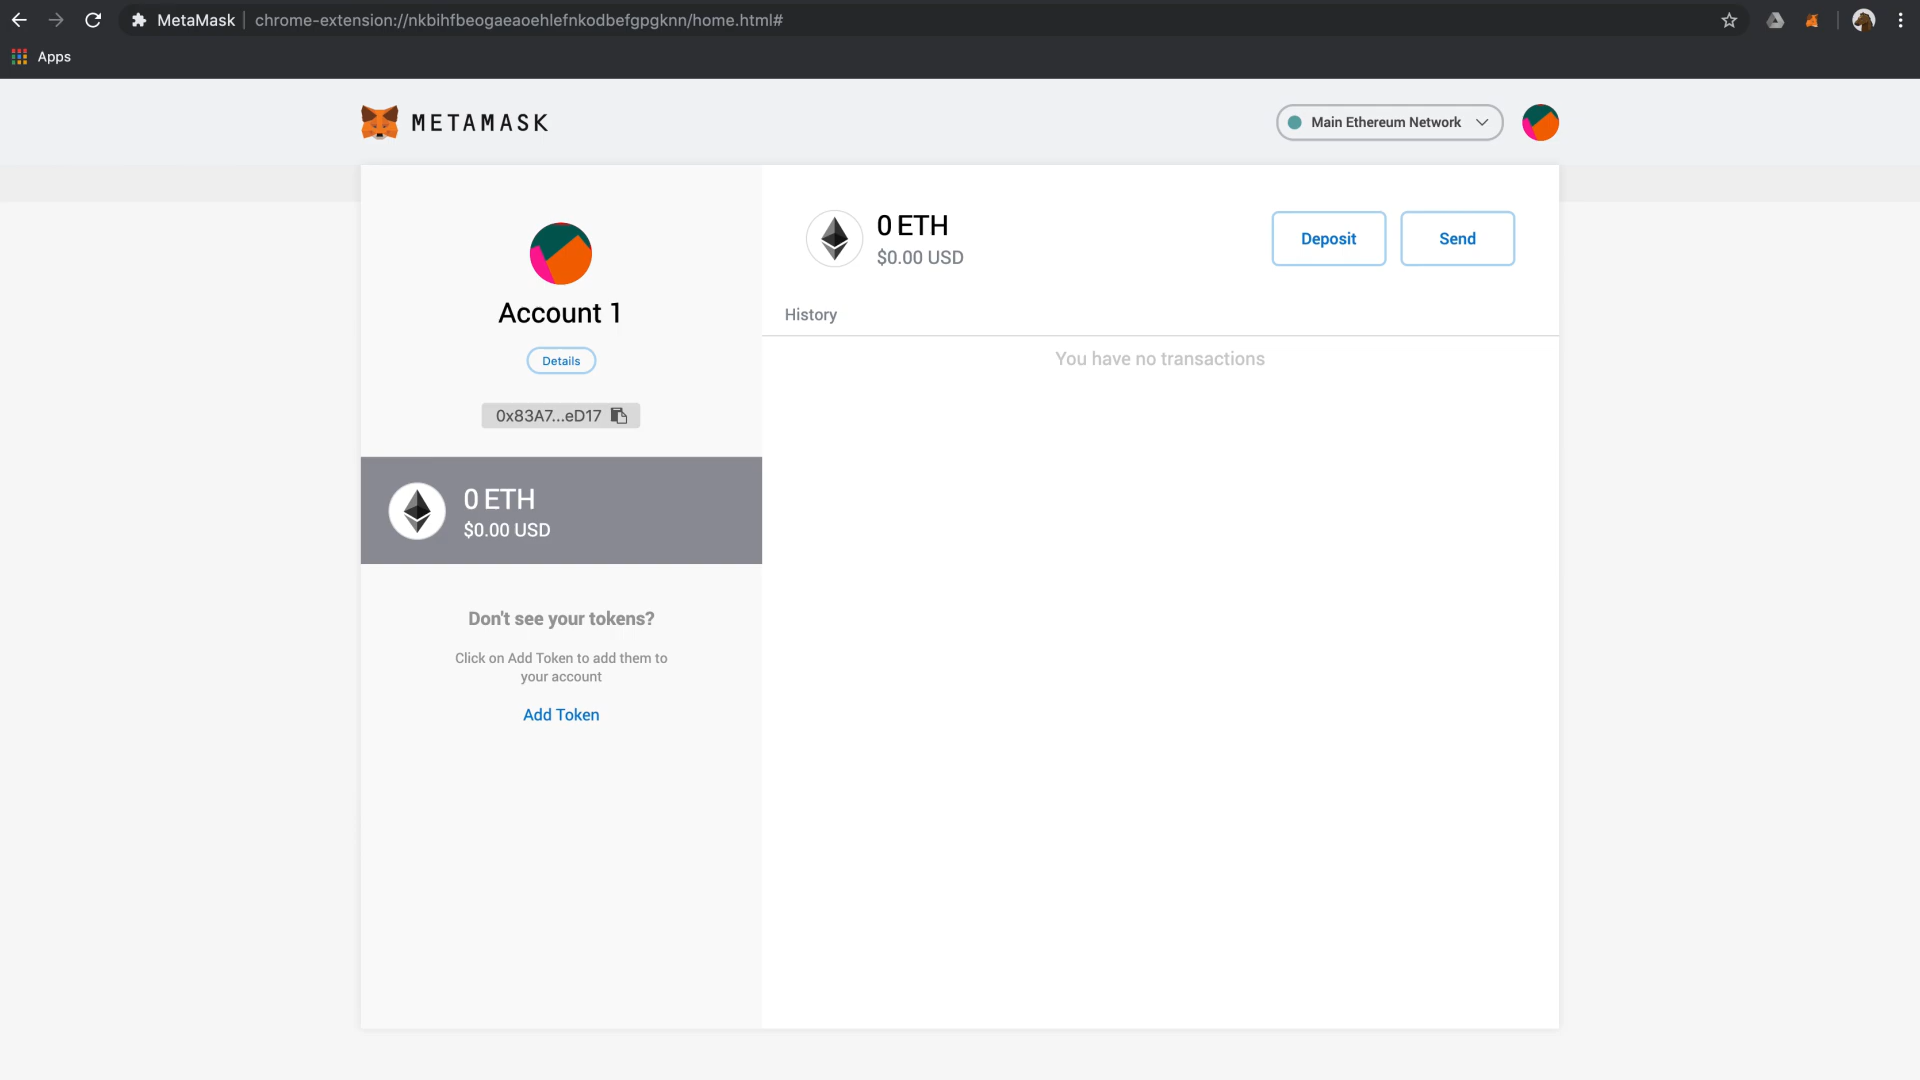 MetaMask
chrome-extension://nkbihfbeogaeaoehlefnkodbefgpgknn/home.html#
Apps
METAMASK
Main Ethereum Network
Account 1
Details
0x83A7...eD17
0 ETH
$0.00 USD
Don't see your tokens?
Click on Add Token to add them to
your account
Add Token
0 ETH
$0.00 USD
Deposit
Send
History
You have no transactions